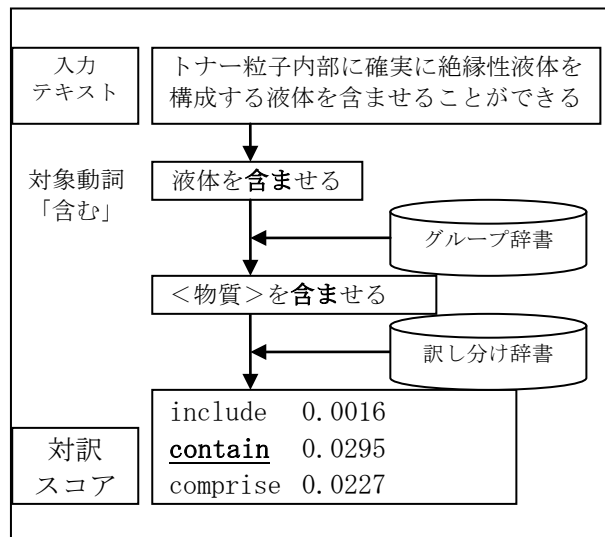 入力
テキスト
トナー粒子内部に確実に絶縁性液体を
構成する液体を含ませることができる
対象動詞
「含む」
液体を含ませる
グループ辞書
＜物質＞を含ませる
訳し分け辞書
対訳
スコア
include 0.0016
contain 0.0295
comprise 0.0227